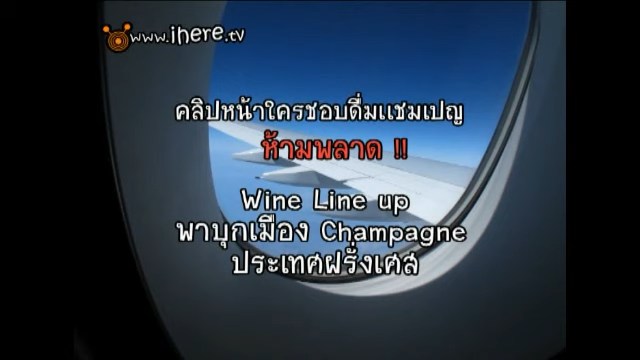 www.ihere.tv
คลิปหน้าใครชอบดื่มแชมเปญ
ห้ามพลาด !!
Wine Line up
พาบุกเมือง Champagne
ประเทศฝรั่งเศส